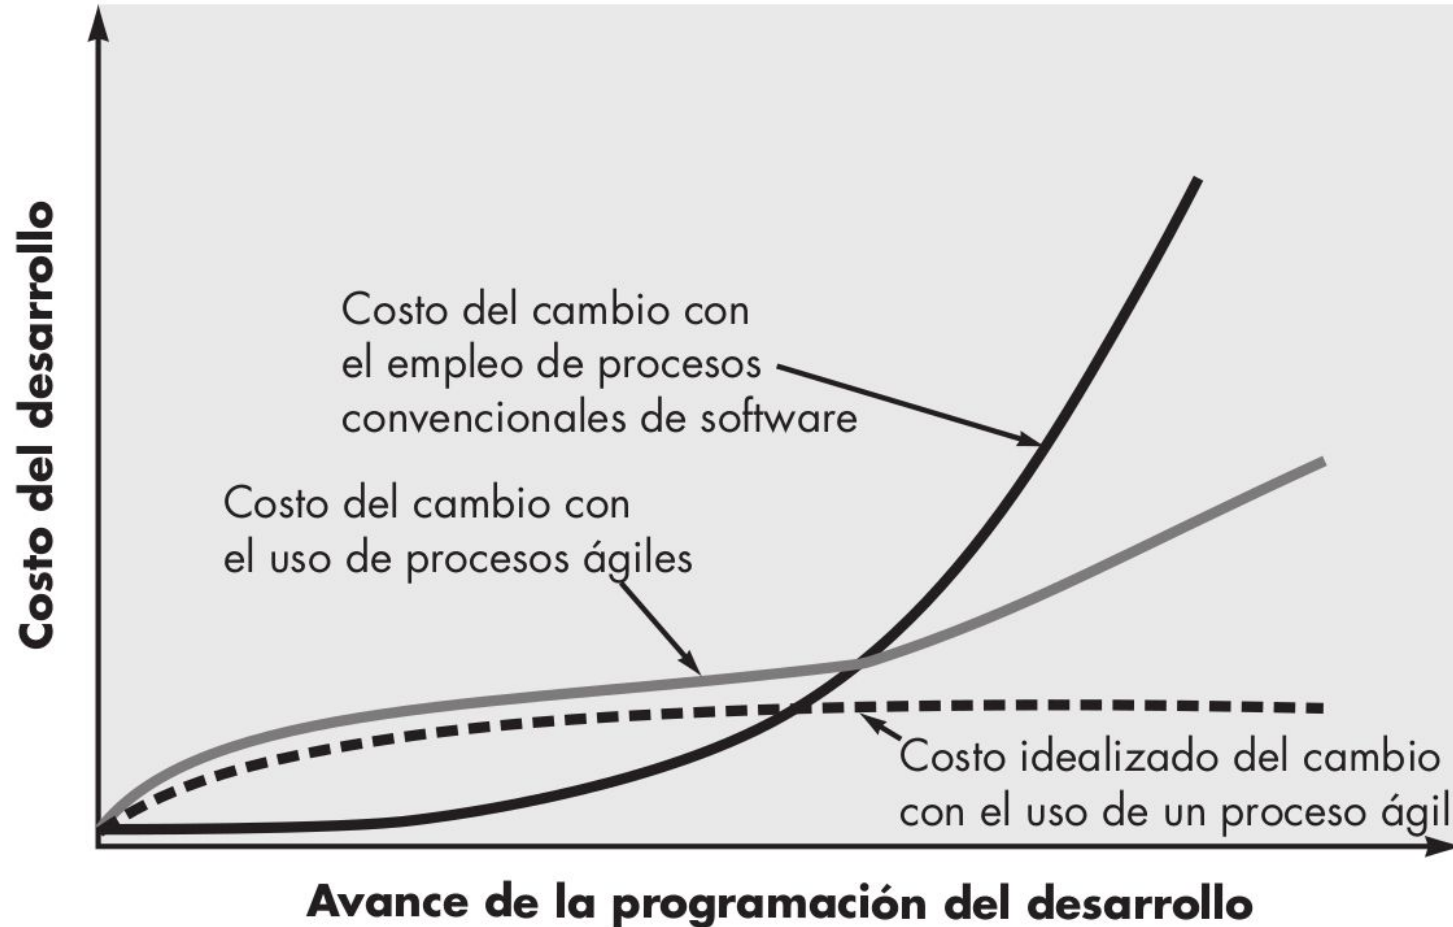 Costo del desarrollo
Costo del cambio con
el empleo de procesos
convencionales de software
Costo del cambio con
el uso de procesos ágiles
Costo idealizado del cambio
con el uso de un proceso ágil
Avance de la programación del desarrollo